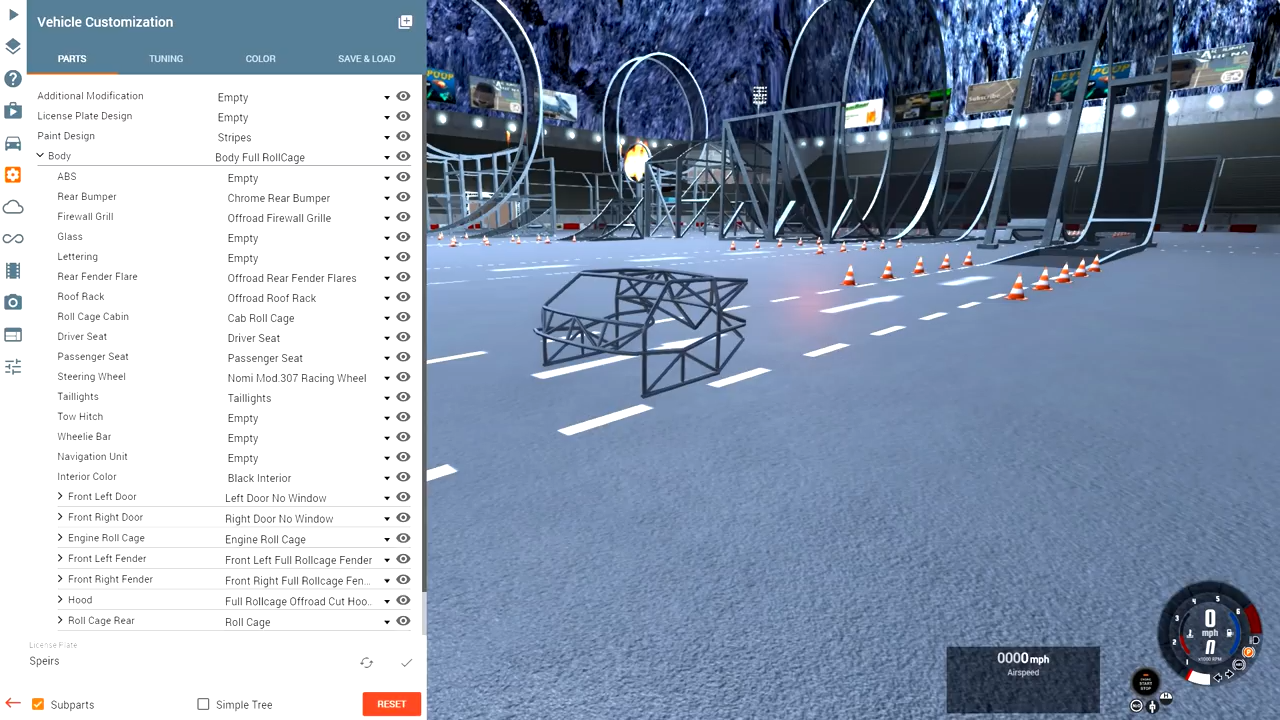 Vehicle Customization
PARTS TUNING COLOR SAVE & LOAD
Additional Modification Empty
License Plate Design Empty
Paint Design Stripes
Body Body Full RollCage
ABS Empty
Rear Bumper Chrome Rear Bumper
Firewall Grill Offroad Firewall Grille
Glass Empty
Lettering Empty
Rear Fender Flare Offroad Rear Fender Flares
Roof Rack Offroad Roof Rack
Roll Cage Cabin Cab Roll Cage
Driver Seat Driver Seat
Passenger Seat Passenger Seat
Steering Wheel Nomi Mod.307 Racing Wheel
Taillights Taillights
Tow Hitch Empty
Wheelie Bar Empty
Navigation Unit Empty
Interior Color Black Interior
Front Left Door Left Door No Window
Front Right Door Right Door No Window
Engine Roll Cage Engine Roll Cage
Front Left Fender Front Left Full Rollcage Fender
Front Right Fender Front Right Full Rollcage Fen...
Hood Full Rollcage Offroad Cut Hoo..
Roll Cage Rear Roll Cage
License Plate
Speirs
Subparts Simple Tree RESET
0000 mph
Airspeed
1 2 3 4 5 6
0
mph
n
START
STOP